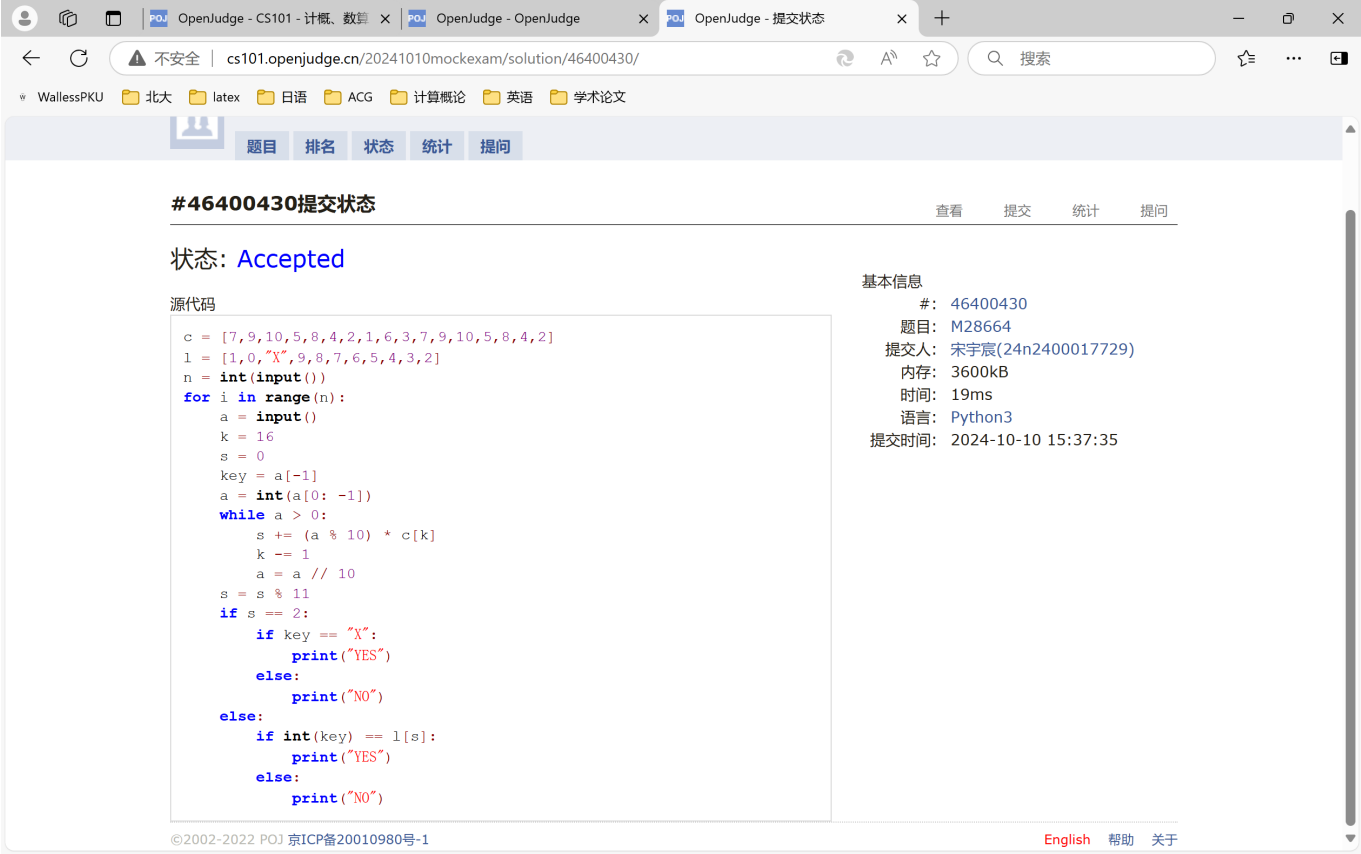 OpenJudge - CS101 - 计概、数算
OpenJudge - OpenJudge
OpenJudge - 提交状态
不安全
cs101.openjudge.cn/20241010mockexam/solution/46400430/
搜索
WallessPKU
北大
latex
日语
ACG
计算概论
英语
学术论文
题目
排名
状态
统计
提问
#46400430提交状态
查看
提交
统计
提问
状态: Accepted
源代码
c = [7,9,10,5,8,4,2,1,6,3,7,9,10,5,8,4,2]
l = [1,0,"X",9,8,7,6,5,4,3,2]
n = int(input())
for i in range(n):
    a = input()
    k = 16
    s = 0
    key = a[-1]
    a = int(a[0: -1])
    while a > 0:
        s += (a % 10) * c[k]
        k -= 1
        a = a // 10
    s = s % 11
    if s == 2:
        if key == "X":
            print("YES")
        else:
            print("NO")
    else:
        if int(key) == l[s]:
            print("YES")
        else:
            print("NO")
基本信息
#: 46400430
题目: M28664
提交人: 宋宇宸(24n2400017729)
内存: 3600kB
时间: 19ms
语言: Python3
提交时间: 2024-10-10 15:37:35
©2002-2022 POJ 京ICP备20010980号-1
English
帮助
关于